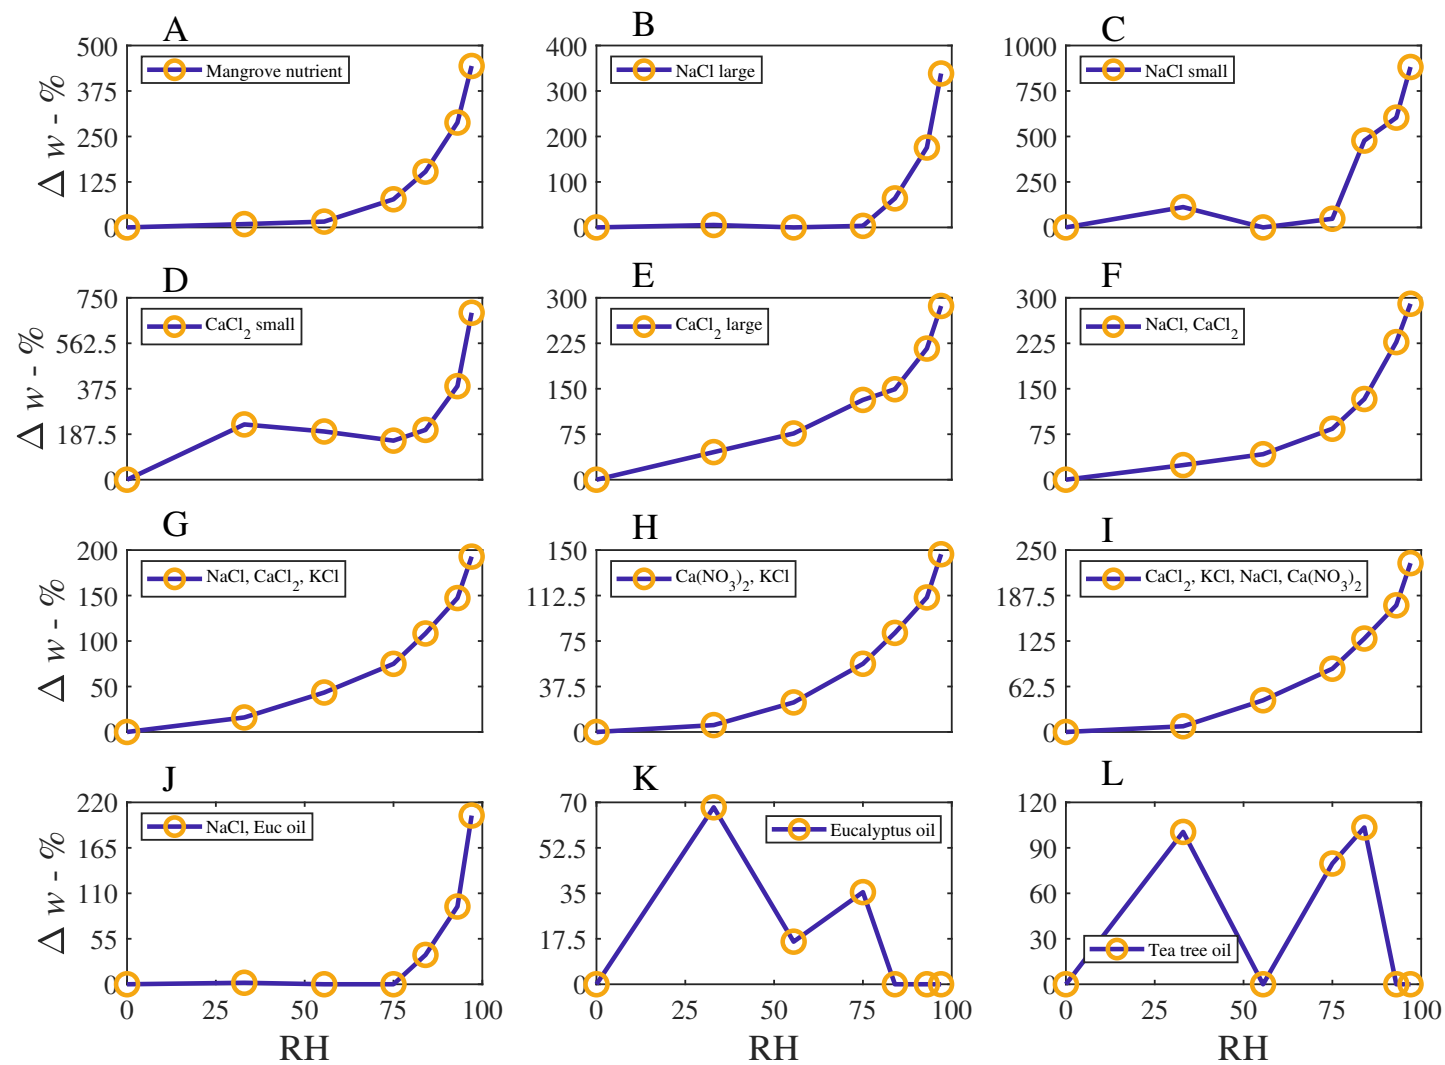 A
500
375
250
125
0
Δ w - %
Mangrove nutrient
B
400
300
200
100
0
NaCl large
C
1000
750
500
250
0
NaCl small
D
750
562.5
375
187.5
0
Δ w - %
CaCl2 small
E
300
225
150
75
0
CaCl2 large
F
300
225
150
75
0
NaCl, CaCl2
G
200
150
100
50
0
Δ w - %
NaCl, CaCl2, KCl
H
150
112.5
75
37.5
0
Ca(NO3)2, KCl
I
250
187.5
125
62.5
0
CaCl2, KCl, NaCl, Ca(NO3)2
J
220
165
110
55
0
Δ w - %
NaCl, Euc oil
0 25 50 75 100
RH
K
70
52.5
35
17.5
0
Eucalyptus oil
0 25 50 75 100
RH
L
120
90
60
30
0
Tea tree oil
0 25 50 75 100
RH